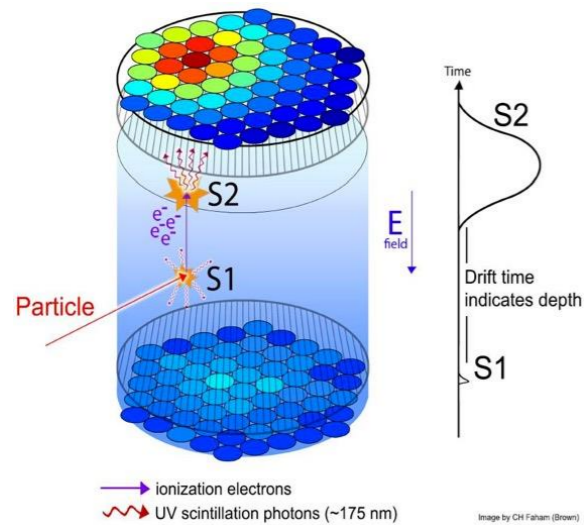 Time
S2
S2
e-
e- e-
e-
e-
E
field
S1
Drift time
indicates depth
Particle
S1
ionization electrons
UV scintillation photons (~175 nm)
Image by CH Faham (Brown)